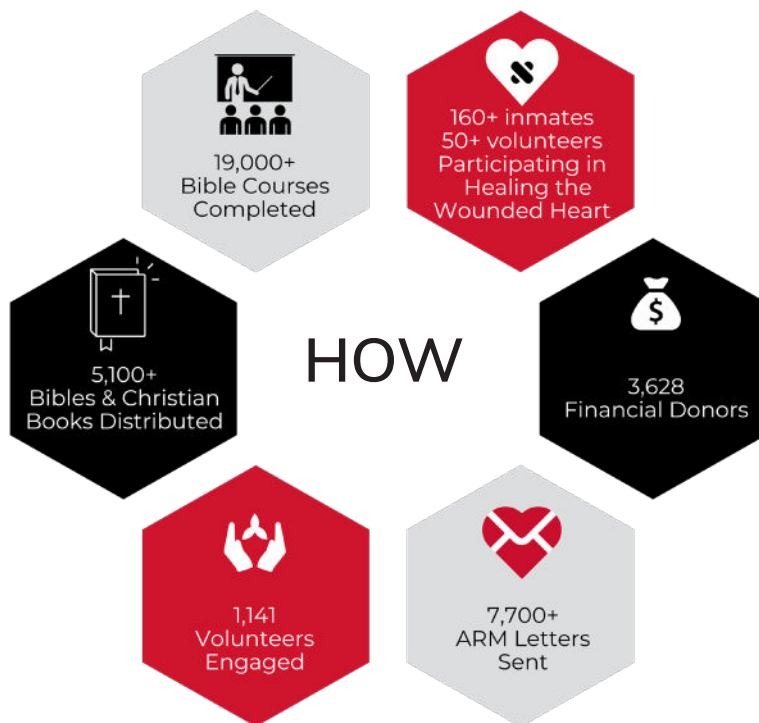 19,000+
Bible Courses
Completed
160+ inmates
50+ volunteers
Participating in
Healing the
Wounded Heart
5,100+
Bibles & Christian
Books Distributed
HOW
$
3,628
Financial Donors
1,141
Volunteers
Engaged
7,700+
ARM Letters
Sent